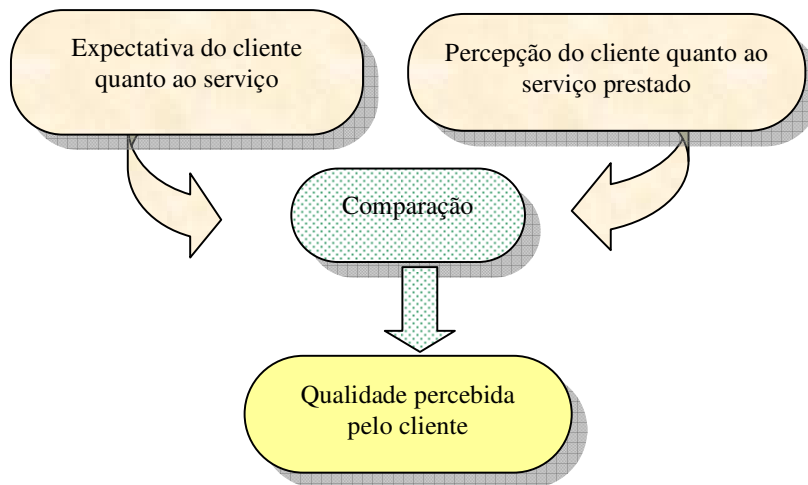 Expectativa do cliente
quanto ao serviço
Percepção do cliente quanto ao
serviço prestado
Comparação
Qualidade percebida
pelo cliente